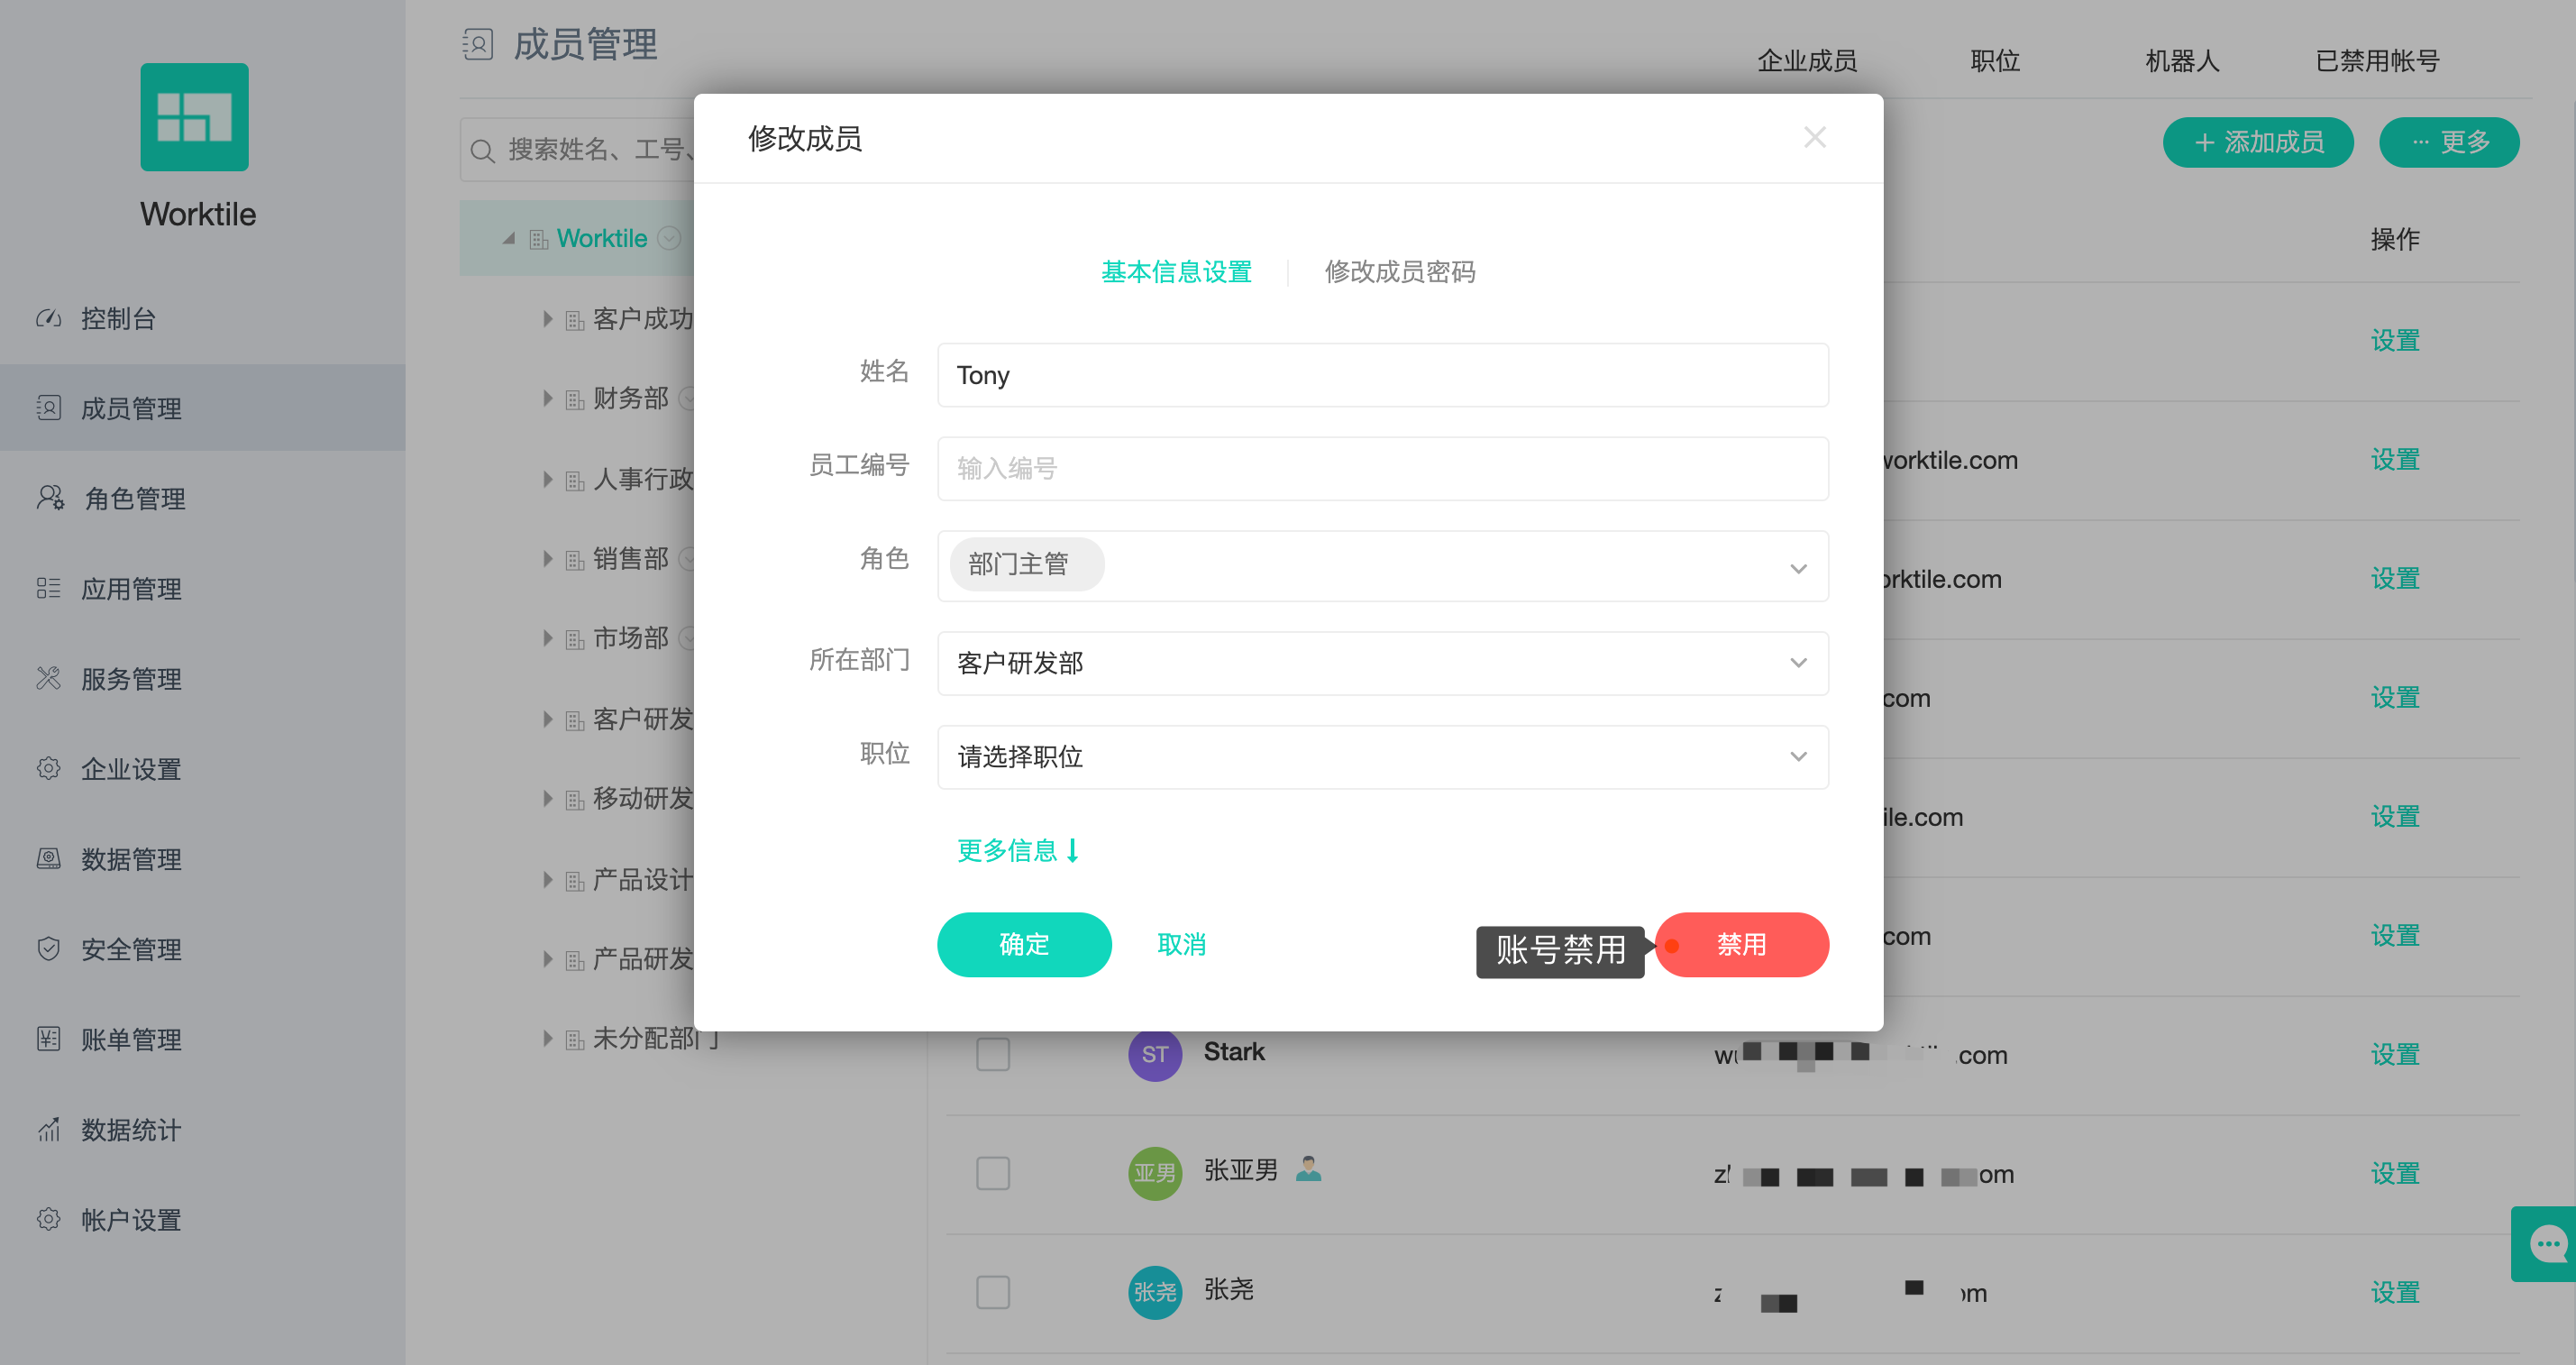 Worktile
控制台
成员管理
角色管理
应用管理
服务管理
企业设置
数据管理
安全管理
账单管理
数据统计
帐户设置
成员管理
企业成员
职位
机器人
已禁用帐号
搜索姓名、工号、
+ 添加成员
··· 更多
Worktile
客户成功
财务部
人事行政
销售部
市场部
客户研发
移动研发
产品设计
产品研发
未分配部门
修改成员
基本信息设置
修改成员密码
姓名
Tony
员工编号
输入编号
角色
部门主管
所在部门
客户研发部
职位
请选择职位
更多信息
确定
取消
账号禁用
禁用
操作
设置
worktile.com
设置
orktile.com
设置
com
设置
ile.com
设置
com
设置
ST
Stark
.com
设置
亚男
张亚男
om
设置
张尧
张尧
om
设置